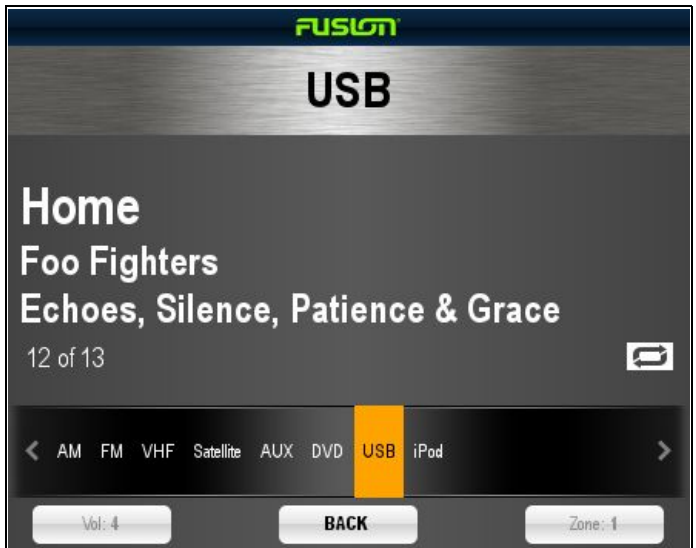 FUSION
USB
Home
Foo Fighters
Echoes, Silence, Patience & Grace
12 of 13
AM FM VHF Satellite AUX DVD USB iPod
Vol: 4 BACK Zone: 1